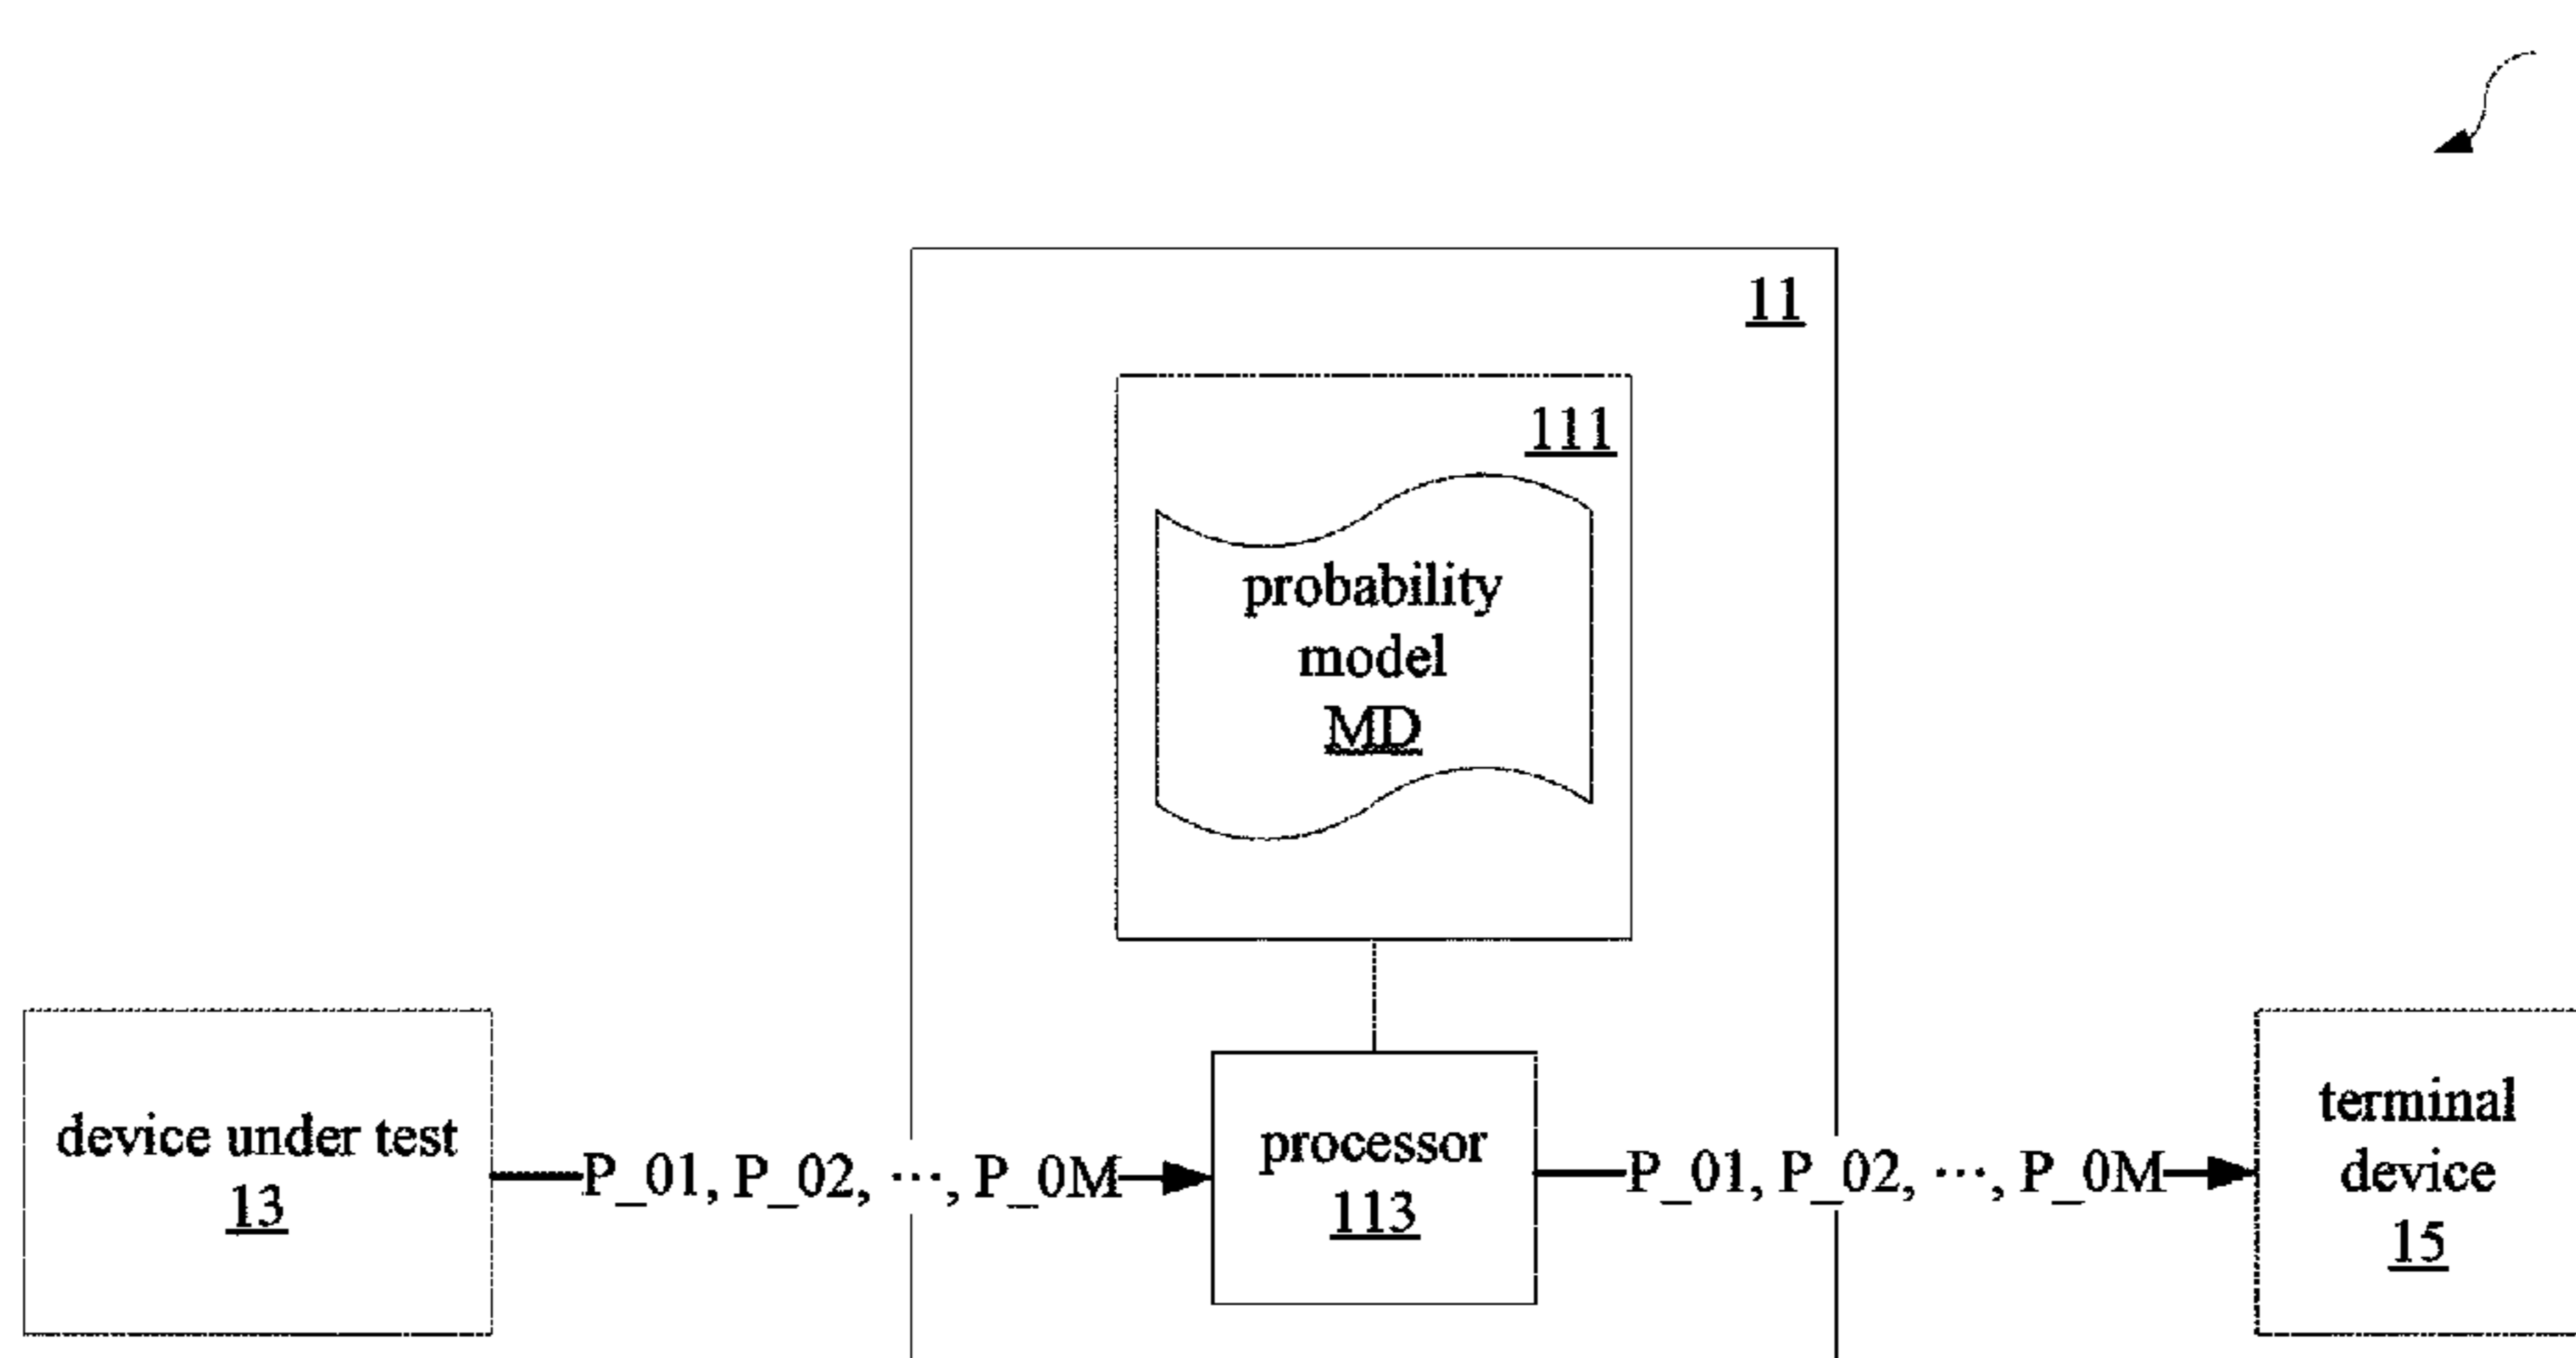 11
111
probability
model
MD
device under test
13
P_01, P_02, ···, P_0M
processor
113
P_01, P_02, ···, P_0M
terminal
device
15